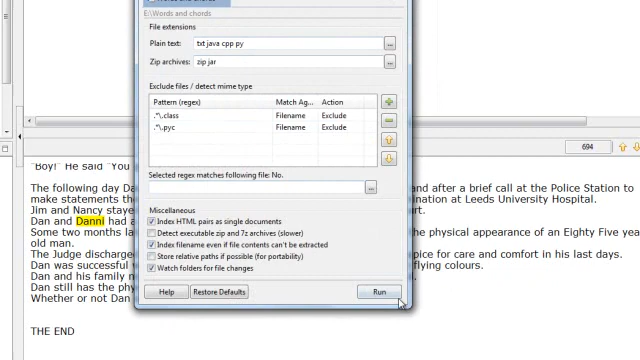 E:\Words and chords
File extensions
Plain text: txt java cpp py ...
Zip archives: zip jar ...
Exclude files / detect mime type
Pattern (regex) Match Ag... Action
.*\.class Filename Exclude
.*\.pyc Filename Exclude
Selected regex matches following file: No.
...
Miscellaneous
Index HTML pairs as single documents
Detect executable zip and 7z archives (slower)
Index filename even if file contents can't be extracted
Store relative paths if possible (for portability)
Watch folders for file changes
Help Restore Defaults Run
694
"Boy!" He said "You
The following day Da and after a brief call at the Police Station to
make statements th ination at Leeds University Hospital.
Jim and Nancy staye rt.
Dan and Danni had a
Some two months la the physical appearance of an Eighty Five yea
old man.
The Judge discharged pice for care and comfort in his last days.
Dan was successful flying colours.
Dan and his family m
Dan still has the phy
Whether or not Dan
THE END